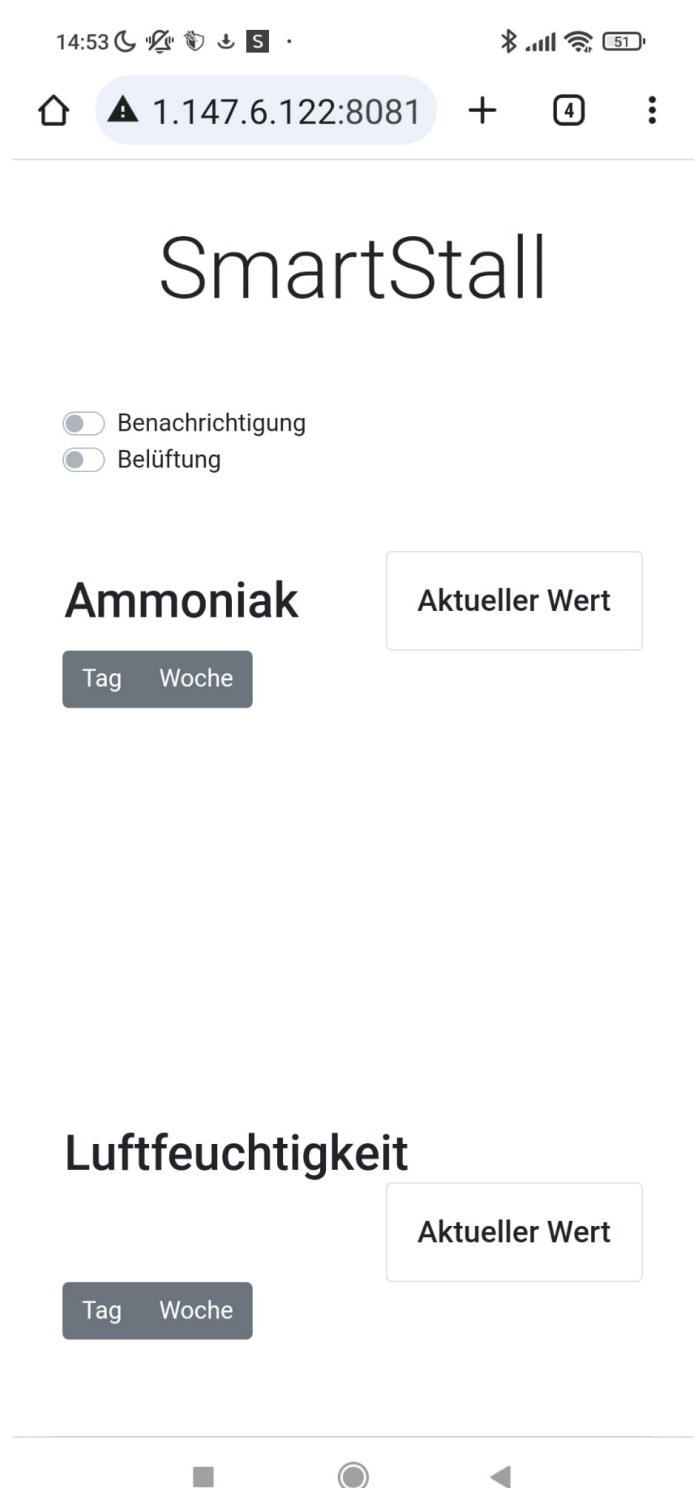 14:53 S 51
1.147.6.122:8081 4
SmartStall
Benachrichtigung
Belüftung
Ammoniak
Aktueller Wert
Tag Woche
Luftfeuchtigkeit
Aktueller Wert
Tag Woche